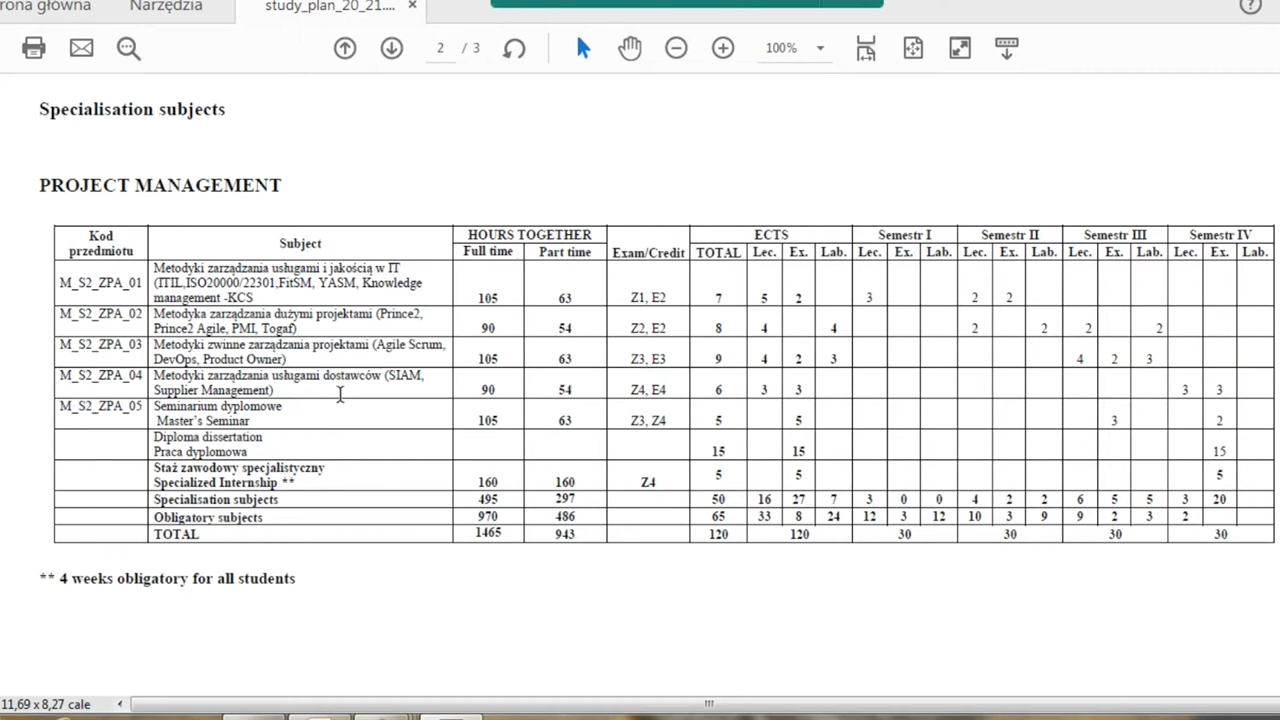 rona główna Narzędzia study_plan_20_21.... ×
2 / 3 100%
Specialisation subjects
PROJECT MANAGEMENT
Kod przedmiotu Subject HOURS TOGETHER Exam/Credit ECTS Semestr I Semestr II Semestr III Semestr IV
Full time Part time TOTAL Lec. Ex. Lab. Lec. Ex. Lab. Lec. Ex. Lab. Lec. Ex. Lab. Lec. Ex. Lab.
M_S2_ZPA_01 Metodyki zarządzania usługami i jakością w IT
(ITIL,ISO20000/22301,FitSM, YASM, Knowledge
management -KCS 105 63 Z1, E2 7 5 2 3 2 2
M_S2_ZPA_02 Metodyka zarządzania dużymi projektami (Prince2,
Prince2 Agile, PMI, Togaf) 90 54 Z2, E2 8 4 4 2 2 2 2
M_S2_ZPA_03 Metodyki zwinne zarządzania projektami (Agile Scrum,
DevOps, Product Owner) 105 63 Z3, E3 9 4 2 3 4 2 3
M_S2_ZPA_04 Metodyki zarządzania usługami dostawców (SIAM,
Supplier Management) 90 54 Z4, E4 6 3 3 3 3
M_S2_ZPA_05 Seminarium dyplomowe
Master's Seminar 105 63 Z3, Z4 5 5 3 2
Diploma dissertation
Praca dyplomowa 15 15 15
Staż zawodowy specjalistyczny
Specialized Internship ** 160 160 Z4 5 5 5
Specialisation subjects 495 297 50 16 27 7 3 0 0 4 2 2 6 5 5 3 20
Obligatory subjects 970 486 65 33 8 24 12 3 12 10 3 9 9 2 3 2
TOTAL 1465 943 120 120 30 30 30 30
** 4 weeks obligatory for all students
11,69 x 8,27 cale